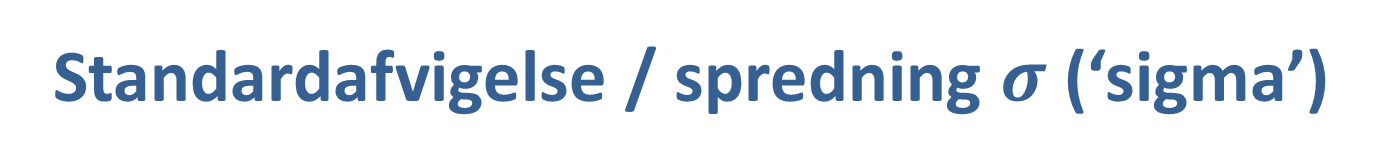 Standardafvigelse / spredning 𝝈 (‘sigma’)